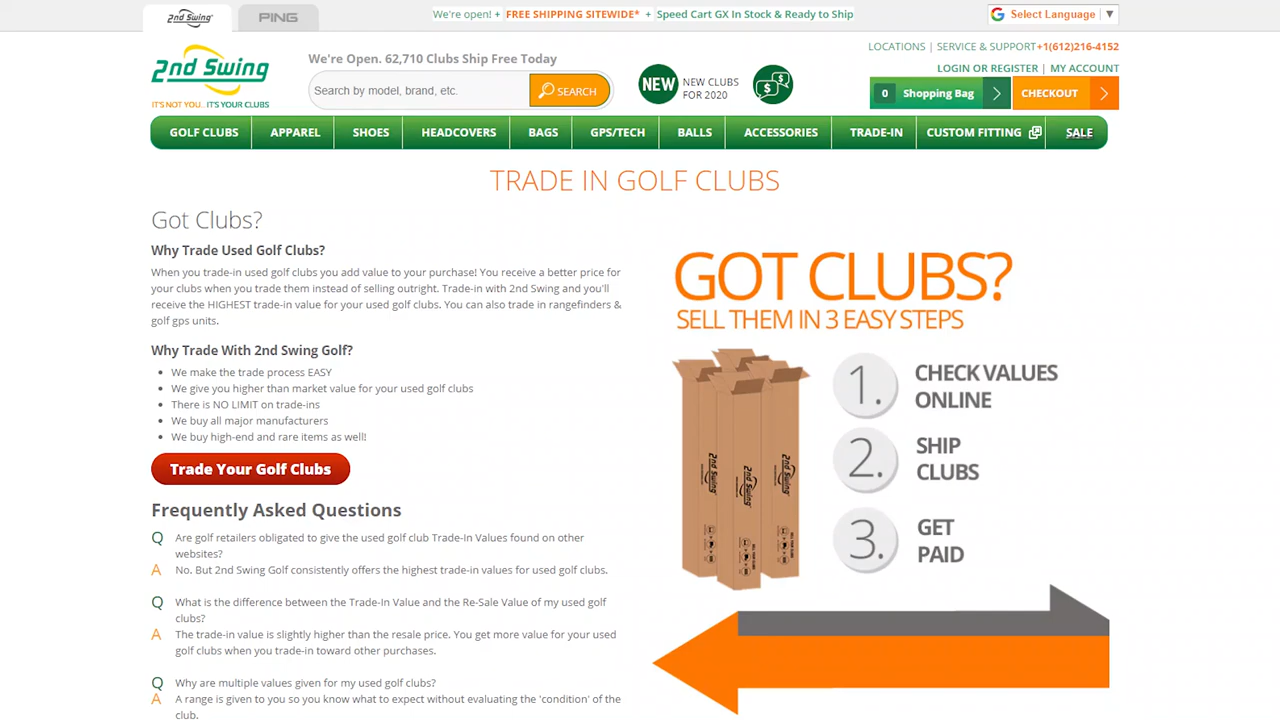 2nd Swing
PING
We're open! + FREE SHIPPING SITEWIDE* + Speed Cart GX In Stock & Ready to Ship
Select Language ▼
2nd Swing
IT'S NOT YOU. IT'S YOUR CLUBS
We're Open. 62,710 Clubs Ship Free Today
Search by model, brand, etc.
SEARCH
NEW
NEW CLUBS
FOR 2020
$ $
LOCATIONS | SERVICE & SUPPORT +1(612)216-4152
LOGIN OR REGISTER | MY ACCOUNT
0 Shopping Bag
CHECKOUT
GOLF CLUBS APPAREL SHOES HEADCOVERS BAGS GPS/TECH BALLS ACCESSORIES TRADE-IN CUSTOM FITTING SALE
TRADE IN GOLF CLUBS
Got Clubs?
Why Trade Used Golf Clubs?
When you trade-in used golf clubs you add value to your purchase! You receive a better price for
your clubs when you trade them instead of selling outright. Trade-in with 2nd Swing and you'll
receive the HIGHEST trade-in value for your used golf clubs. You can also trade in rangefinders &
golf gps units.
Why Trade With 2nd Swing Golf?
• We make the trade process EASY
• We give you higher than market value for your used golf clubs
• There is NO LIMIT on trade-ins
• We buy all major manufacturers
• We buy high-end and rare items as well!
Trade Your Golf Clubs
Frequently Asked Questions
Q Are golf retailers obligated to give the used golf club Trade-In Values found on other
websites?
A No. But 2nd Swing Golf consistently offers the highest trade-in values for used golf clubs.
Q What is the difference between the Trade-In Value and the Re-Sale Value of my used golf
clubs?
A The trade-in value is slightly higher than the resale price. You get more value for your used
golf clubs when you trade-in toward other purchases.
Q Why are multiple values given for my used golf clubs?
A A range is given to you so you know what to expect without evaluating the 'condition' of the
club.
GOT CLUBS?
SELL THEM IN 3 EASY STEPS
2nd Swing
2nd Swing
2nd Swing
1. CHECK VALUES
ONLINE
2. SHIP
CLUBS
3. GET
PAID